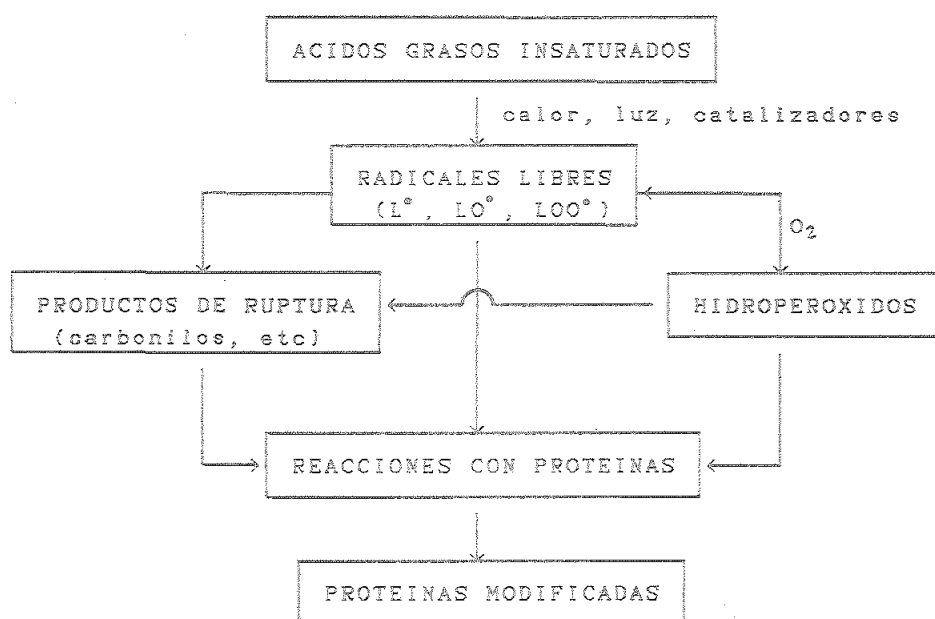 ACIDOS GRASOS INSATURADOS
calor, luz, catalizadores
RADICALES LIBRES
(L°, LO°, LOO°)
O₂
PRODUCTOS DE RUPTURA
(carbonilos, etc)
HIDROPEROXIDOS
REACCIONES CON PROTEINAS
PROTEINAS MODIFICADAS